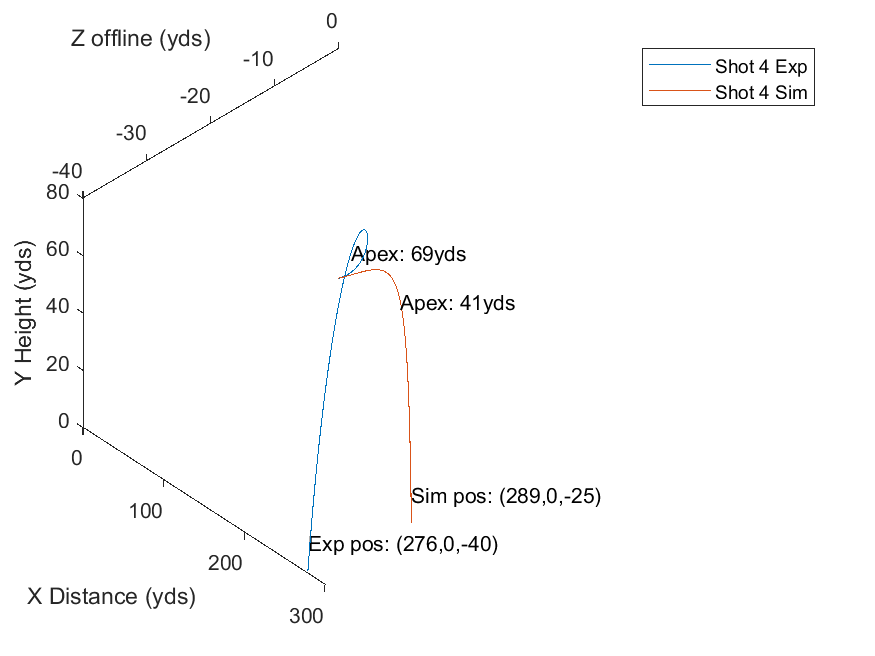 Z offline (yds)
0
-10
-20
-30
-40
Shot 4 Exp
Shot 4 Sim
80
60
40
20
0
Y Height (yds)
Apex: 69yds
Apex: 41yds
Sim pos: (289,0,-25)
Exp pos: (276,0,-40)
0
100
200
300
X Distance (yds)